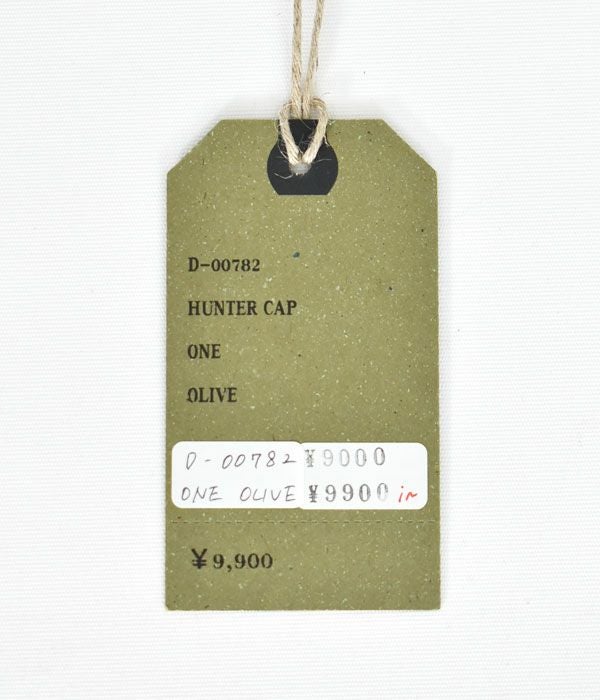 D-00782
HUNTER CAP
ONE
OLIVE
D-00782 ¥9000
ONE OLIVE ¥9900 in
¥9,900